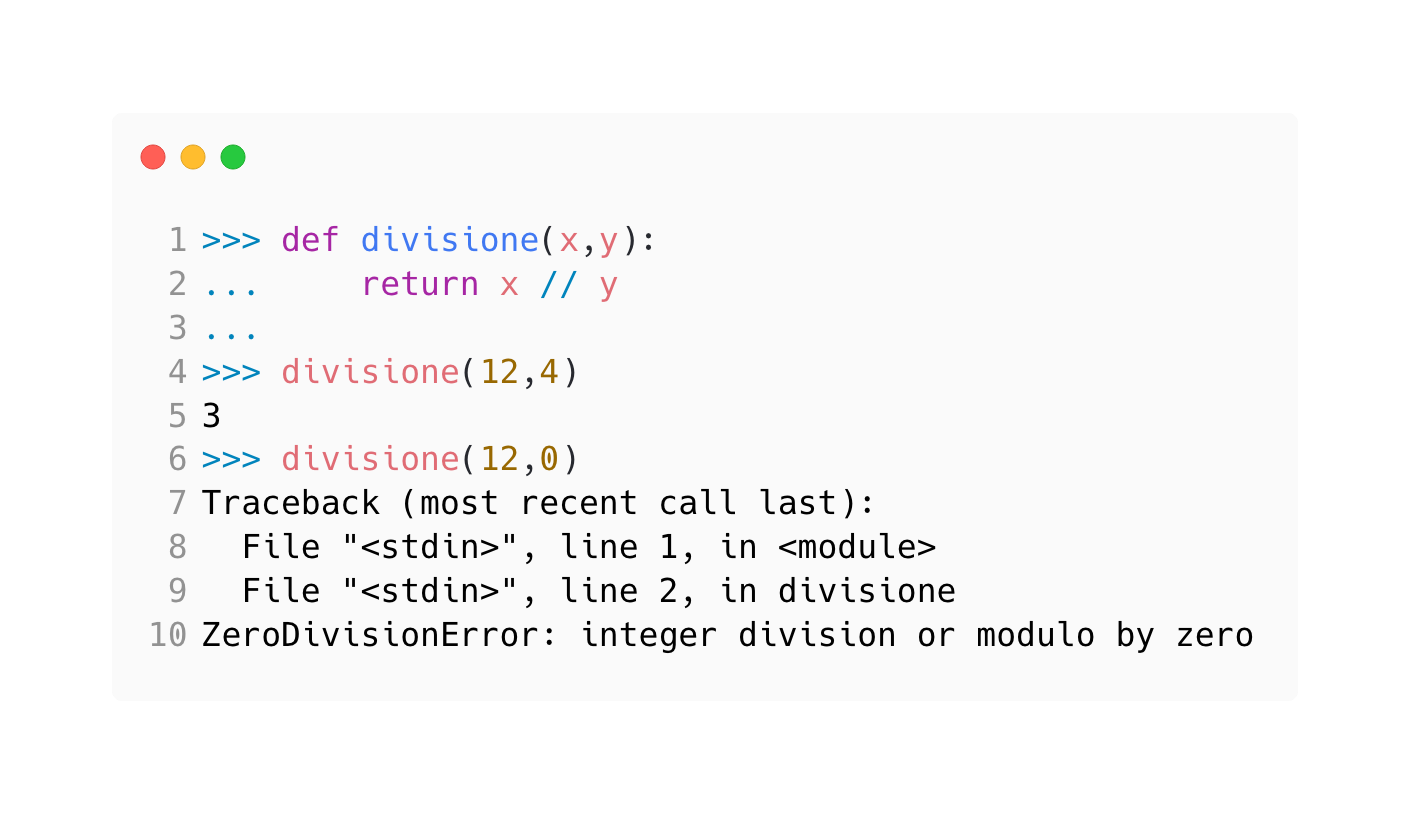 1 >>> def divisione(x,y):
2 ...     return x // y
3 ...
4 >>> divisione(12,4)
5 3
6 >>> divisione(12,0)
7 Traceback (most recent call last):
8   File "<stdin>", line 1, in <module>
9   File "<stdin>", line 2, in divisione
10 ZeroDivisionError: integer division or modulo by zero